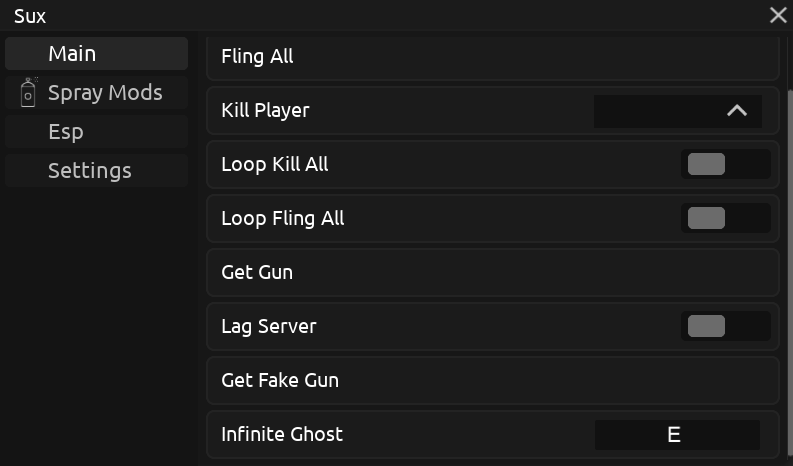 Sux
Main
Spray Mods
Esp
Settings
Fling All
Kill Player
Loop Kill All
Loop Fling All
Get Gun
Lag Server
Get Fake Gun
Infinite Ghost
E